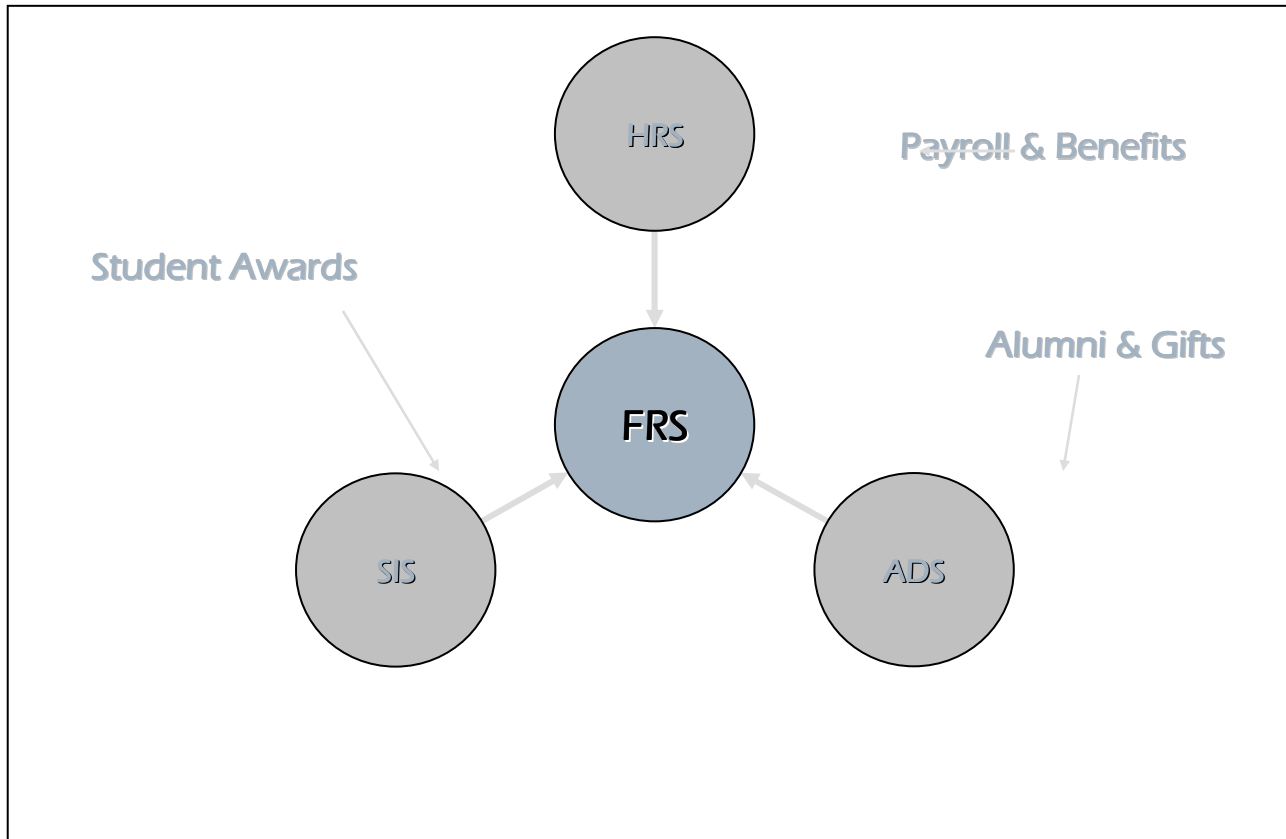 HRS
Payroll & Benefits
Student Awards
Alumni & Gifts
FRS
SIS
ADS